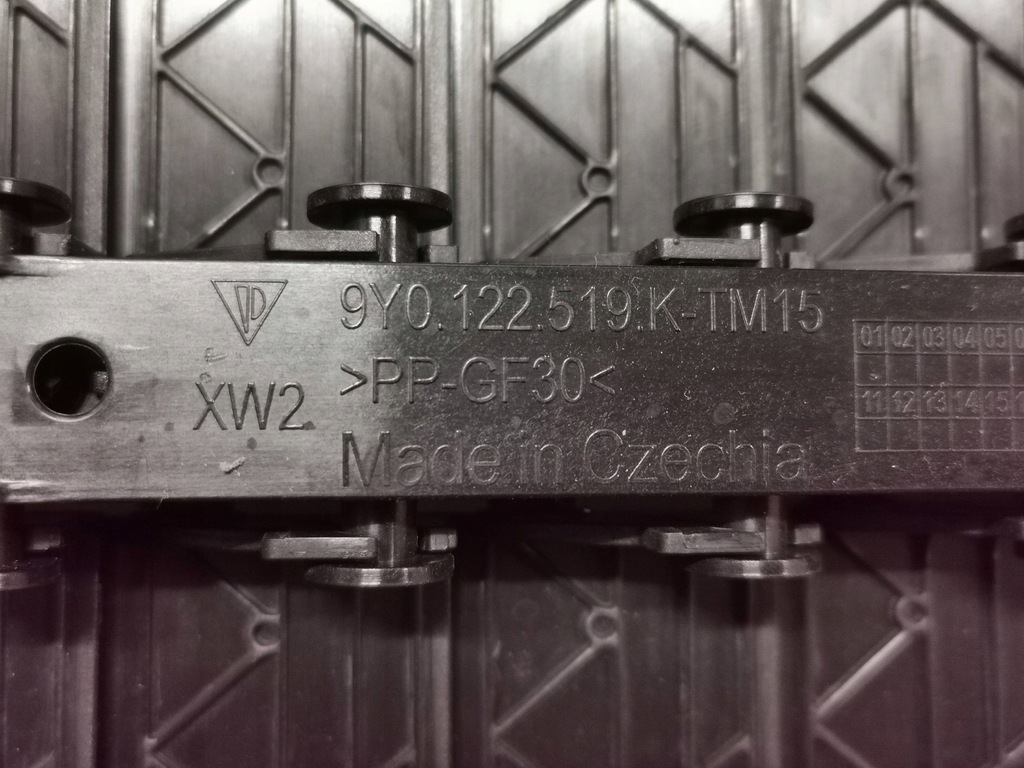 9Y0.122.519.K-TM15
>PP-GF30<
XW2
Made in Czechia
01 02 03 04 05
11 12 13 14 15